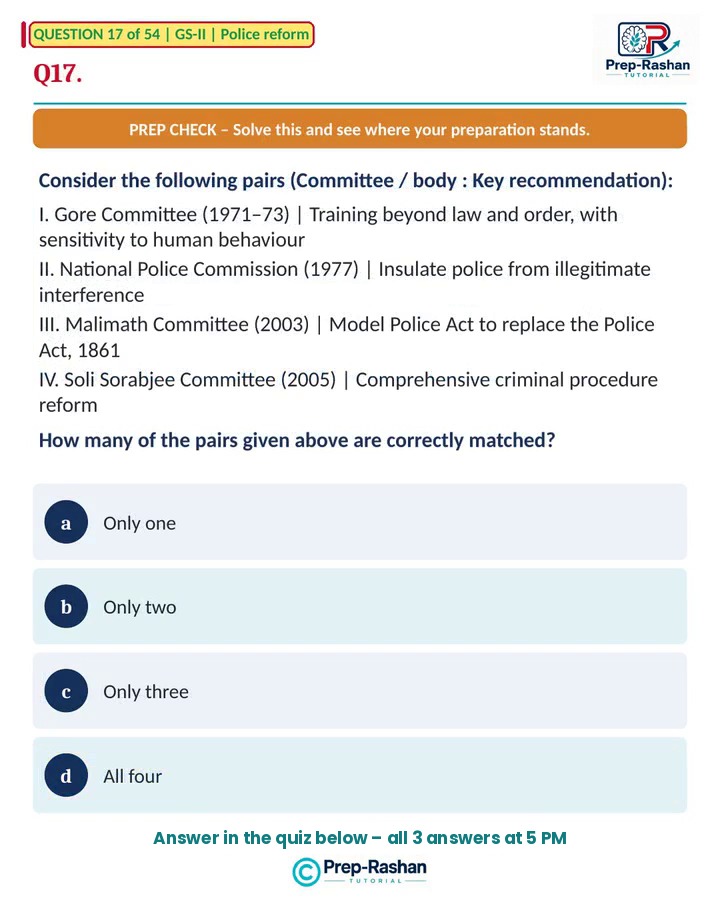 QUESTION 17 of 54 | GS-II | Police reform
Prep-Rashan
TUTORIAL
Q17.
PREP CHECK – Solve this and see where your preparation stands.
Consider the following pairs (Committee / body : Key recommendation):
I. Gore Committee (1971–73) | Training beyond law and order, with
sensitivity to human behaviour
II. National Police Commission (1977) | Insulate police from illegitimate
interference
III. Malimath Committee (2003) | Model Police Act to replace the Police
Act, 1861
IV. Soli Sorabjee Committee (2005) | Comprehensive criminal procedure
reform
How many of the pairs given above are correctly matched?
a Only one
b Only two
c Only three
d All four
Answer in the quiz below – all 3 answers at 5 PM
© Prep-Rashan
TUTORIAL